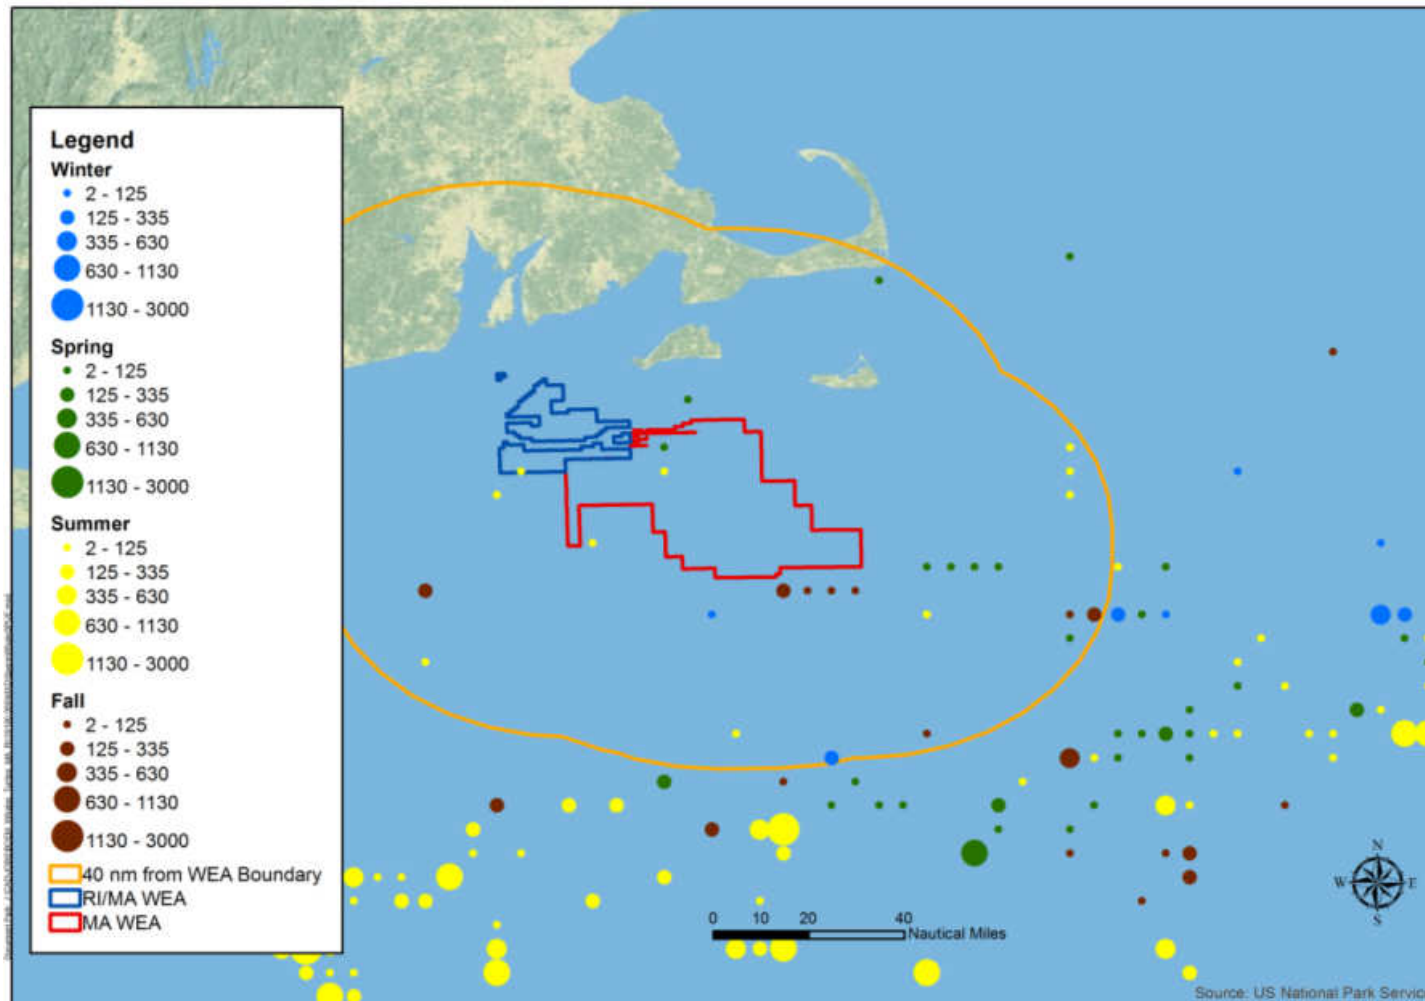 Legend
Winter
2 - 125
125 - 335
335 - 630
630 - 1130
1130 - 3000
Spring
2 - 125
125 - 335
335 - 630
630 - 1130
1130 - 3000
Summer
2 - 125
125 - 335
335 - 630
630 - 1130
1130 - 3000
Fall
2 - 125
125 - 335
335 - 630
630 - 1130
1130 - 3000
40 nm from WEA Boundary
RI/MA WEA
MA WEA
0 10 20 40
Nautical Miles
N
W E
S
Source: US National Park Servic